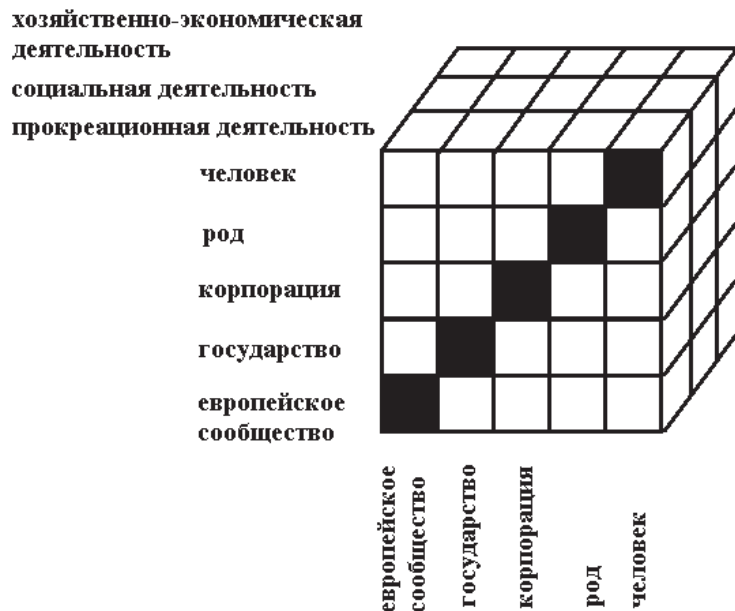 хозяйственно-экономическая
деятельность
социальная деятельность
прокреационная деятельность
человек
род
корпорация
государство
европейское
сообщество
европейское
сообщество
государство
корпорация
род
человек